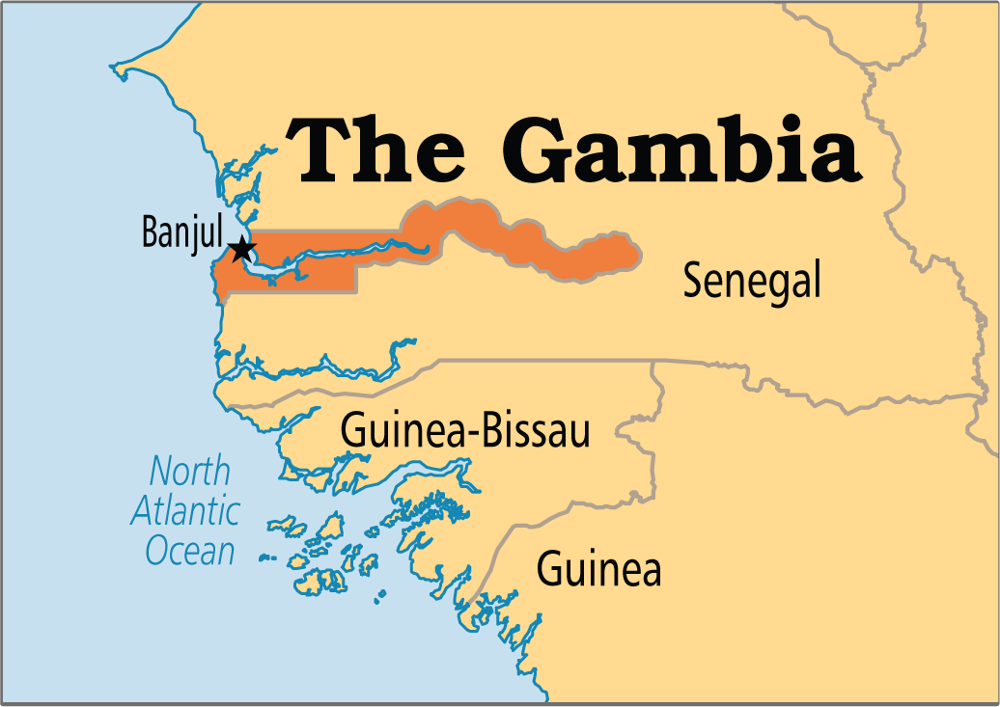 The Gambia
Banjul
Senegal
Guinea-Bissau
North
Atlantic
Ocean
Guinea